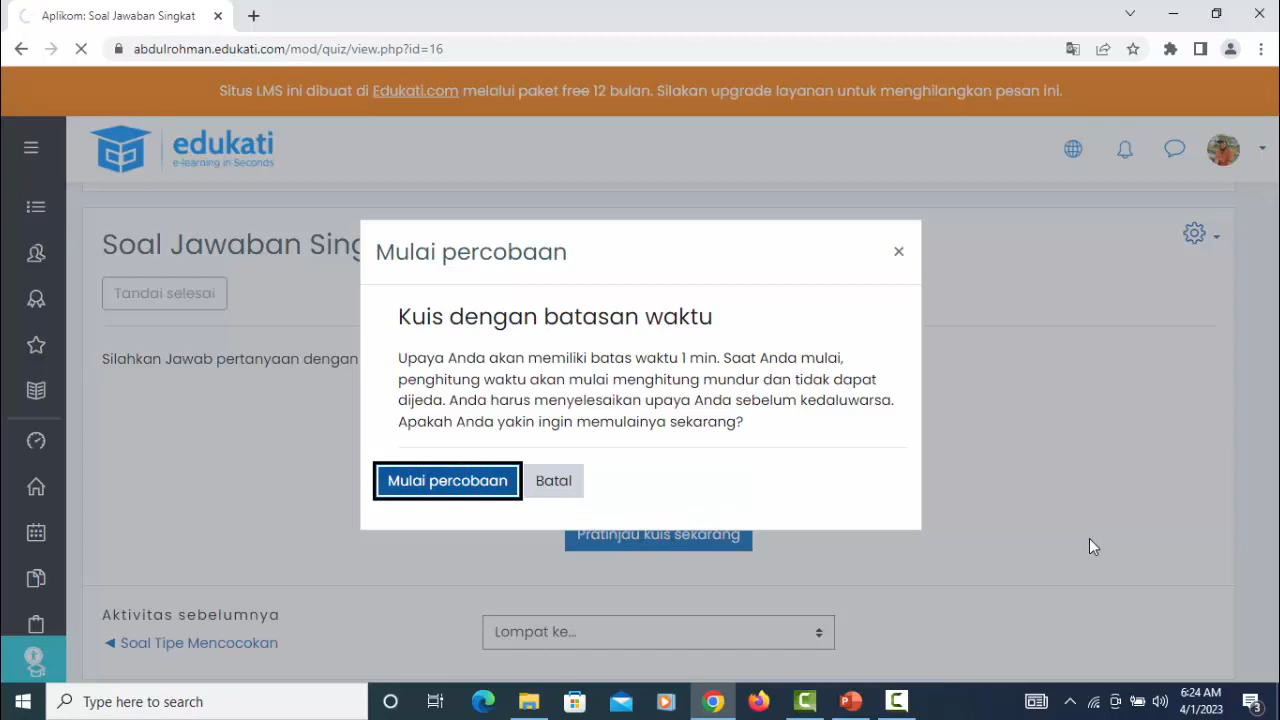 Aplikom: Soal Jawaban Singkat
abdulrohman.edukati.com/mod/quiz/view.php?id=16
Situs LMS ini dibuat di Edukati.com melalui paket free 12 bulan. Silakan upgrade layanan untuk menghilangkan pesan ini.
edukati
e-learning in Seconds
Soal Jawaban Sing
Tandai selesai
Silahkan Jawab pertanyaan dengan
Mulai percobaan
Kuis dengan batasan waktu
Upaya Anda akan memiliki batas waktu 1 min. Saat Anda mulai,
penghitung waktu akan mulai menghitung mundur dan tidak dapat
dijeda. Anda harus menyelesaikan upaya Anda sebelum kedaluwarsa.
Apakah Anda yakin ingin memulainya sekarang?
Mulai percobaan Batal
Pratinjau kuis sekarang
Aktivitas sebelumnya
◄ Soal Tipe Mencocokan
Lompat ke...
Type here to search
6:24 AM
4/1/2023
3